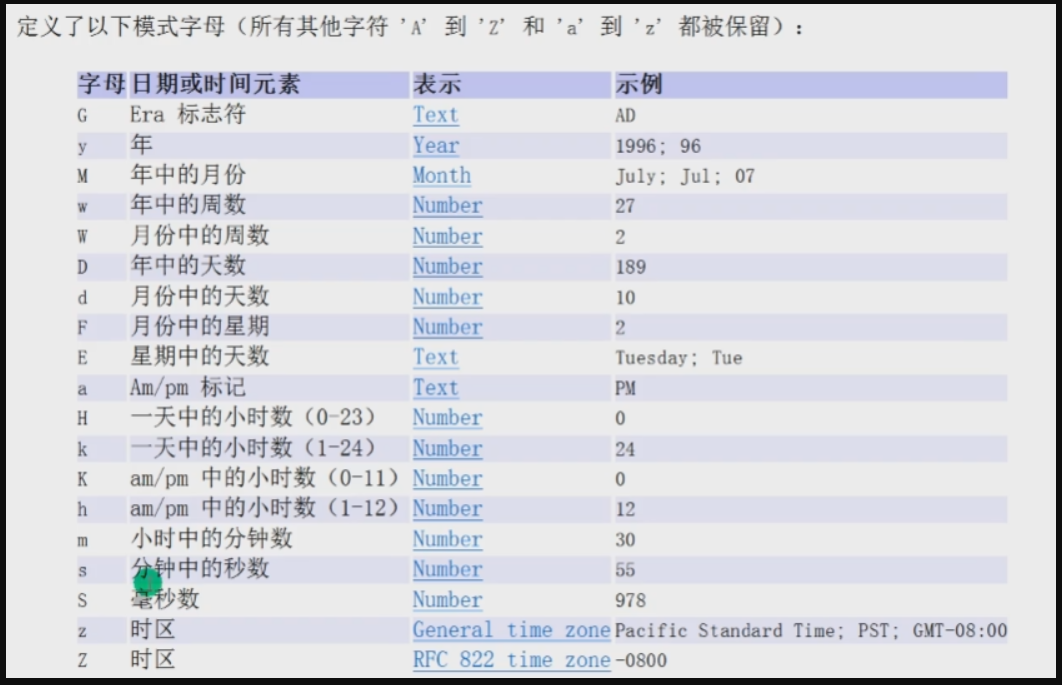 定义了以下模式字母（所有其他字符 'A' 到 'Z' 和 'a' 到 'z' 都被保留）：
字母 日期或时间元素 表示 示例
G Era 标志符 Text AD
y 年 Year 1996; 96
M 年中的月份 Month July; Jul; 07
w 年中的周数 Number 27
W 月份中的周数 Number 2
D 年中的天数 Number 189
d 月份中的天数 Number 10
F 月份中的星期 Number 2
E 星期中的天数 Text Tuesday; Tue
a Am/pm 标记 Text PM
H 一天中的小时数（0-23） Number 0
k 一天中的小时数（1-24） Number 24
K am/pm 中的小时数（0-11） Number 0
h am/pm 中的小时数（1-12） Number 12
m 小时中的分钟数 Number 30
s 分钟中的秒数 Number 55
S 毫秒数 Number 978
z 时区 General time zone Pacific Standard Time; PST; GMT-08:00
Z 时区 RFC 822 time zone -0800